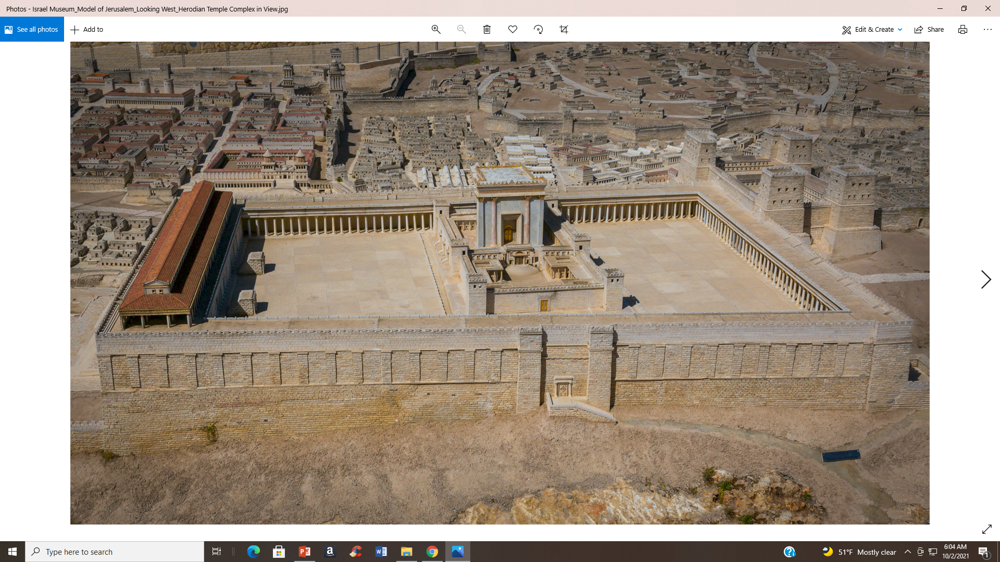 Photos - Israel Museum_Model of Jerusalem_Looking West_Herodian Temple Complex in View.jpg
See all photos
Add to
Edit & Create
Share
Type here to search
51°F Mostly clear
6:04 AM
10/2/2021
1